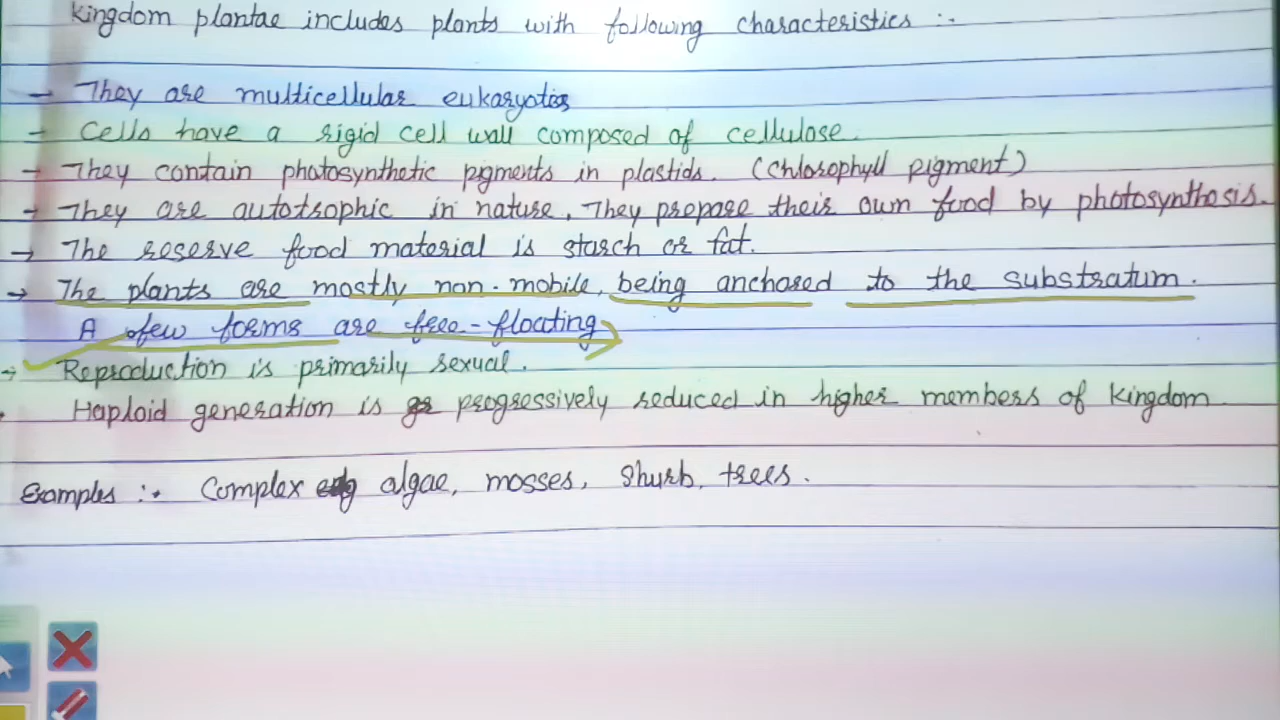 Kingdom plantae includes plants with following characteristics :-
→ They are multicellular eukaryotes
→ Cells have a rigid cell wall composed of cellulose.
→ They contain photosynthetic pigments in plastids. (Chlorophyll pigment)
→ They are autotrophic in nature, They prepare their own food by photosynthesis.
→ The reserve food material is starch or fat.
→ The plants are mostly non-mobile, being anchored to the substratum.
A few forms are free-floating
→ Reproduction is primarily sexual.
Haploid generation is progressively reduced in higher members of kingdom
Examples :- Complex algae, mosses, Shurb, trees.